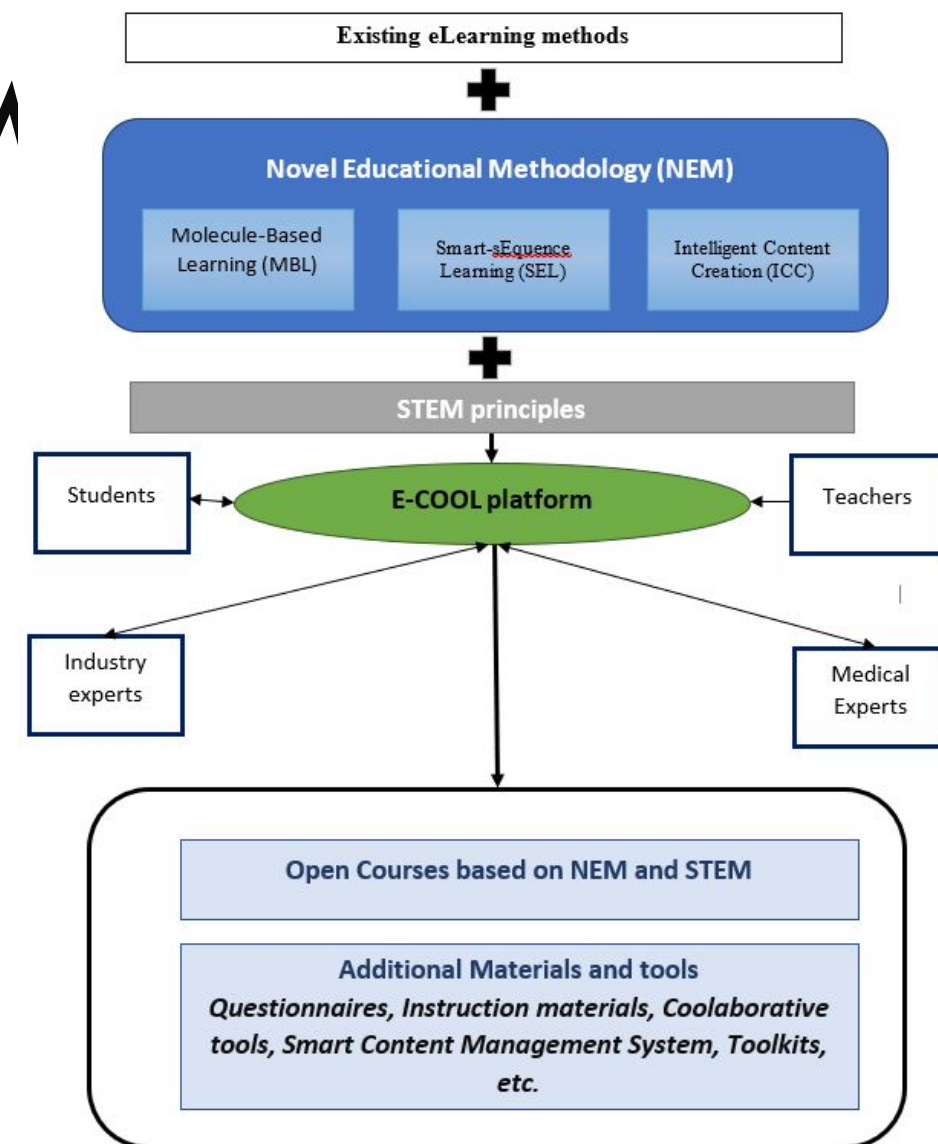 Existing eLearning methods
Novel Educational Methodology (NEM)
Molecule-Based
Learning (MBL)
Smart-sEquence
Learning (SEL)
Intelligent Content
Creation (ICC)
STEM principles
Students
E-COOL platform
Teachers
Industry
experts
Medical
Experts
Open Courses based on NEM and STEM
Additional Materials and tools
Questionnaires, Instruction materials, Coolaborative
tools, Smart Content Management System, Toolkits,
etc.